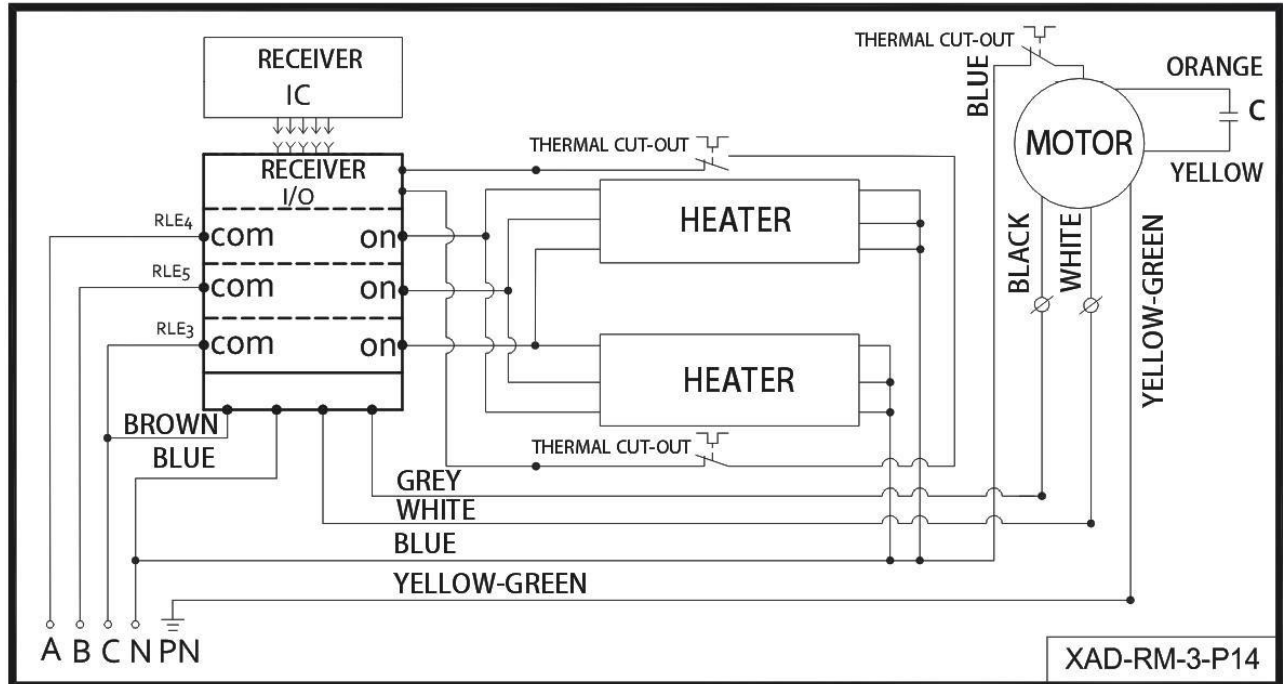 RECEIVER
IC
RECEIVER
I/O
RLE4
com
on
RLE5
com
on
RLE3
com
on
BROWN
BLUE
THERMAL CUT-OUT
HEATER
HEATER
THERMAL CUT-OUT
GREY
WHITE
BLUE
YELLOW-GREEN
THERMAL CUT-OUT
BLUE
MOTOR
ORANGE
C
YELLOW
BLACK
WHITE
YELLOW-GREEN
A B C N PN
XAD-RM-3-P14